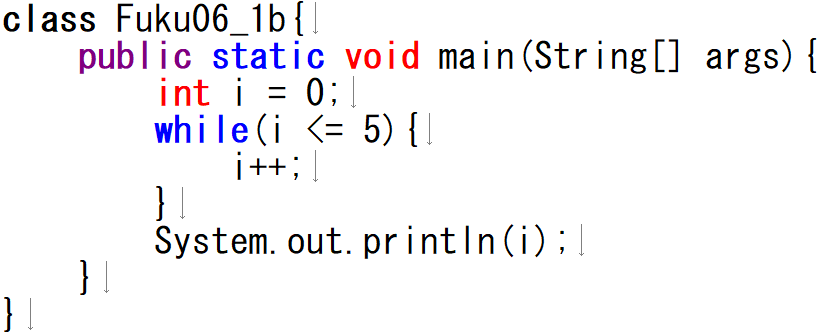 class Fuku06_1b{↓
    public static void main(String[] args){
        int i = 0;↓
        while(i <= 5){↓
            i++;↓
        }↓
        System.out.println(i);↓
    }↓
}↓